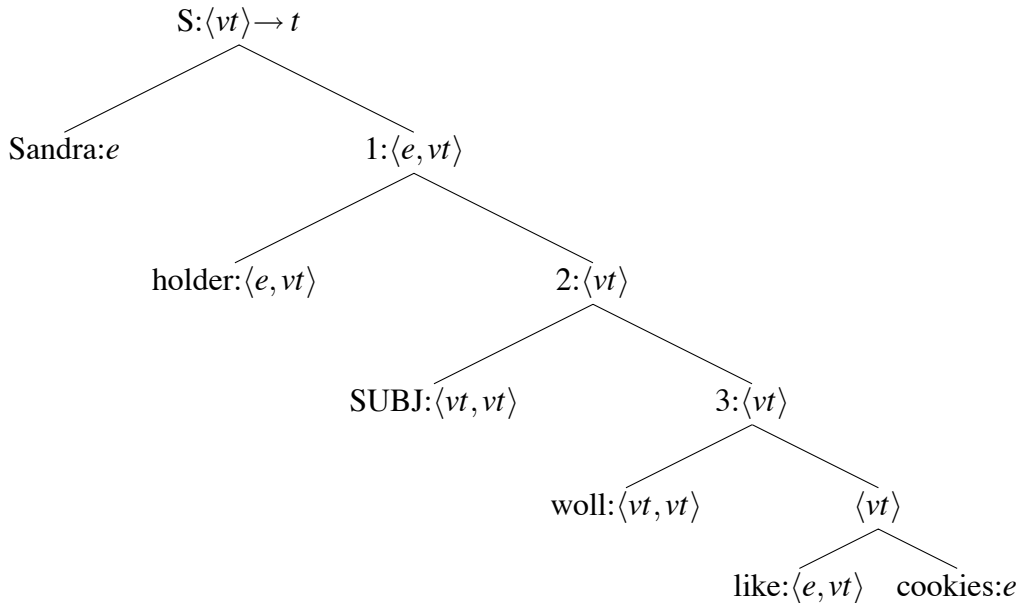 S:⟨vt⟩→ t
Sandra:e 1:⟨e, vt⟩
holder:⟨e, vt⟩ 2:⟨vt⟩
SUBJ:⟨vt, vt⟩ 3:⟨vt⟩
woll:⟨vt, vt⟩ ⟨vt⟩
like:⟨e, vt⟩ cookies:e